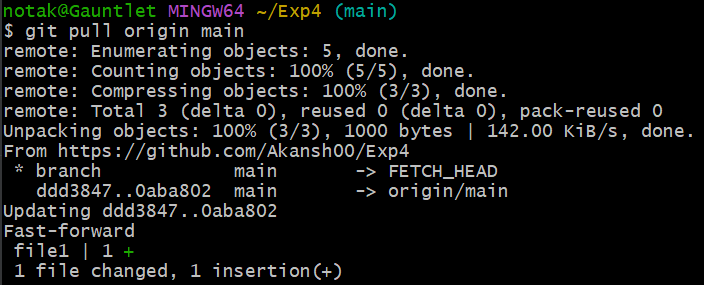 notak@Gauntlet MINGW64 ~/Exp4 (main)
$ git pull origin main
remote: Enumerating objects: 5, done.
remote: Counting objects: 100% (5/5), done.
remote: Compressing objects: 100% (3/3), done.
remote: Total 3 (delta 0), reused 0 (delta 0), pack-reused 0
Unpacking objects: 100% (3/3), 1000 bytes | 142.00 KiB/s, done.
From https://github.com/Akansh00/Exp4
 * branch            main       -> FETCH_HEAD
   ddd3847..0aba802  main       -> origin/main
Updating ddd3847..0aba802
Fast-forward
 file1 | 1 +
 1 file changed, 1 insertion(+)